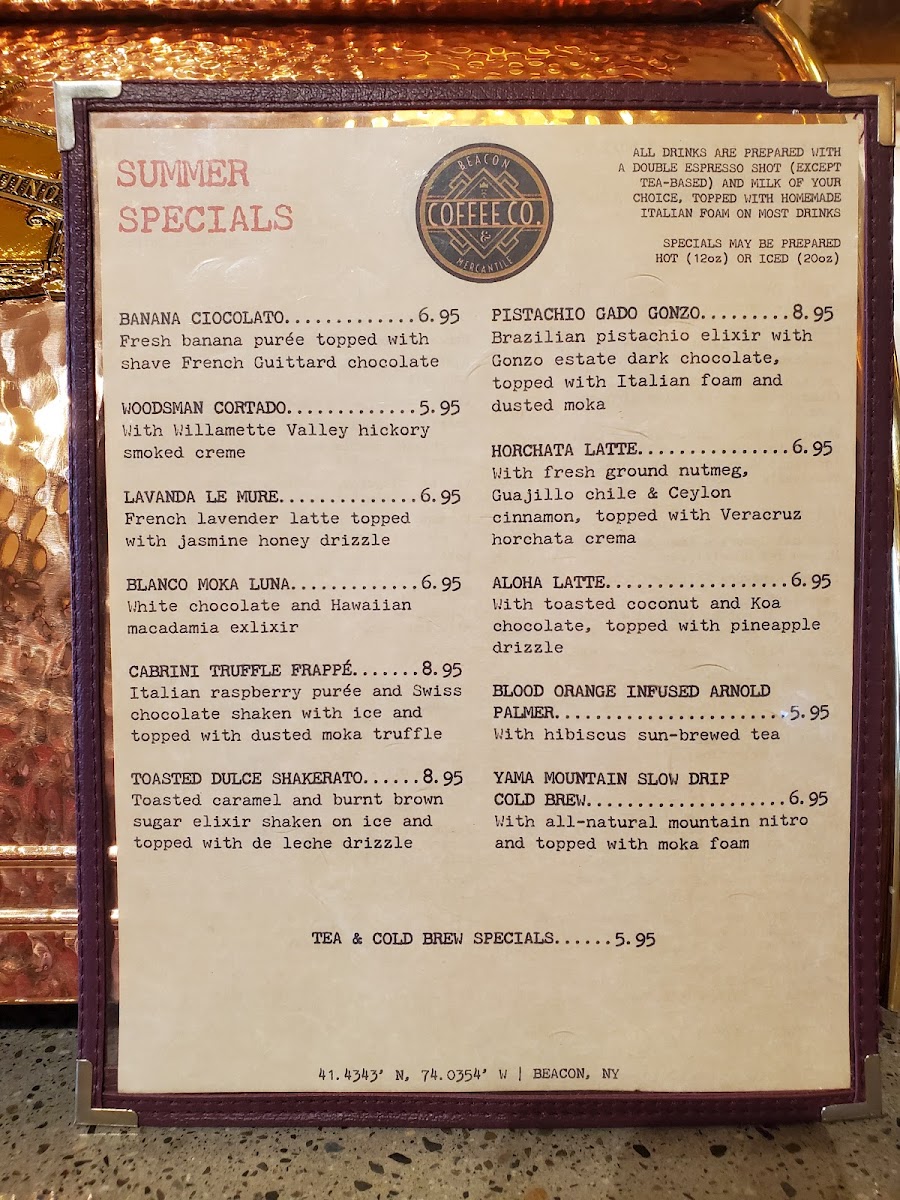 SUMMER
SPECIALS
BEACON
COFFEE CO.
&
MERCANTILE
ALL DRINKS ARE PREPARED WITH
A DOUBLE ESPRESSO SHOT (EXCEPT
TEA-BASED) AND MILK OF YOUR
CHOICE, TOPPED WITH HOMEMADE
ITALIAN FOAM ON MOST DRINKS
SPECIALS MAY BE PREPARED
HOT (12oz) OR ICED (20oz)
BANANA CIOCOLATO.............6.95
Fresh banana purée topped with
shave French Guittard chocolate
WOODSMAN CORTADO.............5.95
With Willamette Valley hickory
smoked creme
LAVANDA LE MURE..............6.95
French lavender latte topped
with jasmine honey drizzle
BLANCO MOKA LUNA.............6.95
White chocolate and Hawaiian
macadamia exlixir
CABRINI TRUFFLE FRAPPÉ.......8.95
Italian raspberry purée and Swiss
chocolate shaken with ice and
topped with dusted moka truffle
TOASTED DULCE SHAKERATO......8.95
Toasted caramel and burnt brown
sugar elixir shaken on ice and
topped with de leche drizzle
PISTACHIO GADO GONZO.........8.95
Brazilian pistachio elixir with
Gonzo estate dark chocolate,
topped with Italian foam and
dusted moka
HORCHATA LATTE...............6.95
With fresh ground nutmeg,
Guajillo chile & Ceylon
cinnamon, topped with Veracruz
horchata crema
ALOHA LATTE..................6.95
With toasted coconut and Koa
chocolate, topped with pineapple
drizzle
BLOOD ORANGE INFUSED ARNOLD
PALMER.......................5.95
With hibiscus sun-brewed tea
YAMA MOUNTAIN SLOW DRIP
COLD BREW....................6.95
With all-natural mountain nitro
and topped with moka foam
TEA & COLD BREW SPECIALS......5.95
41.4343' N, 74.0354' W | BEACON, NY